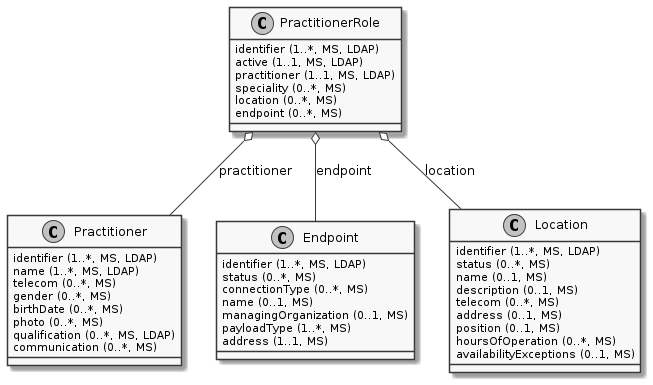 C PractitionerRole
identifier (1..*, MS, LDAP)
active (1..1, MS, LDAP)
practitioner (1..1, MS, LDAP)
speciality (0..*, MS)
location (0..*, MS)
endpoint (0..*, MS)
practitioner
endpoint
location
C Practitioner
identifier (1..*, MS, LDAP)
name (1..*, MS, LDAP)
telecom (0..*, MS)
gender (0..*, MS)
birthDate (0..*, MS)
photo (0..*, MS)
qualification (0..*, MS, LDAP)
communication (0..*, MS)
C Endpoint
identifier (1..*, MS, LDAP)
status (0..*, MS)
connectionType (0..*, MS)
name (0..1, MS)
managingOrganization (0..1, MS)
payloadType (1..*, MS)
address (1..1, MS)
C Location
identifier (1..*, MS, LDAP)
status (0..*, MS)
name (0..1, MS)
description (0..1, MS)
telecom (0..*, MS)
address (0..1, MS)
position (0..1, MS)
hoursOfOperation (0..*, MS)
availabilityExceptions (0..1, MS)